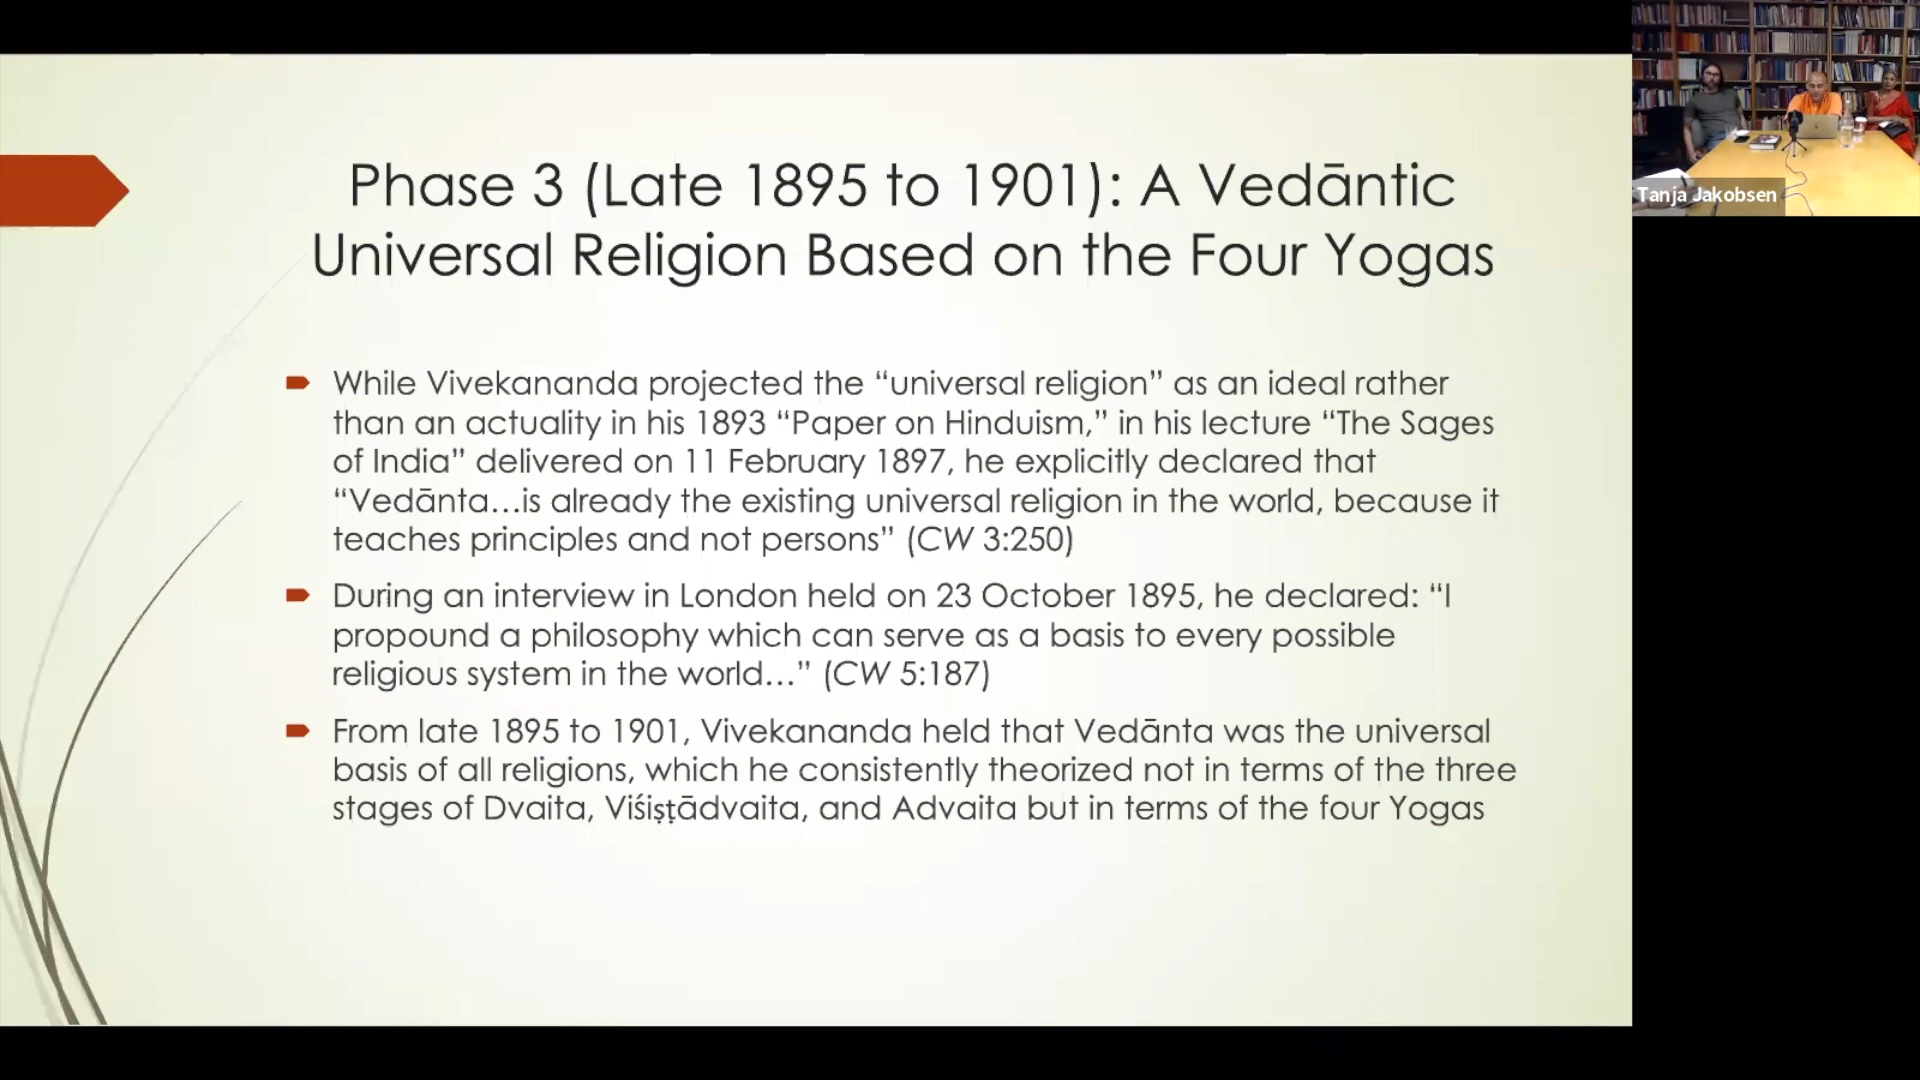 Phase 3 (Late 1895 to 1901): A Vedāntic
Universal Religion Based on the Four Yogas
While Vivekananda projected the “universal religion” as an ideal rather
than an actuality in his 1893 “Paper on Hinduism,” in his lecture “The Sages
of India” delivered on 11 February 1897, he explicitly declared that
“Vedānta…is already the existing universal religion in the world, because it
teaches principles and not persons” (CW 3:250)
During an interview in London held on 23 October 1895, he declared: “I
propound a philosophy which can serve as a basis to every possible
religious system in the world…” (CW 5:187)
From late 1895 to 1901, Vivekananda held that Vedānta was the universal
basis of all religions, which he consistently theorized not in terms of the three
stages of Dvaita, Viśiṣṭādvaita, and Advaita but in terms of the four Yogas
Tanja Jakobsen